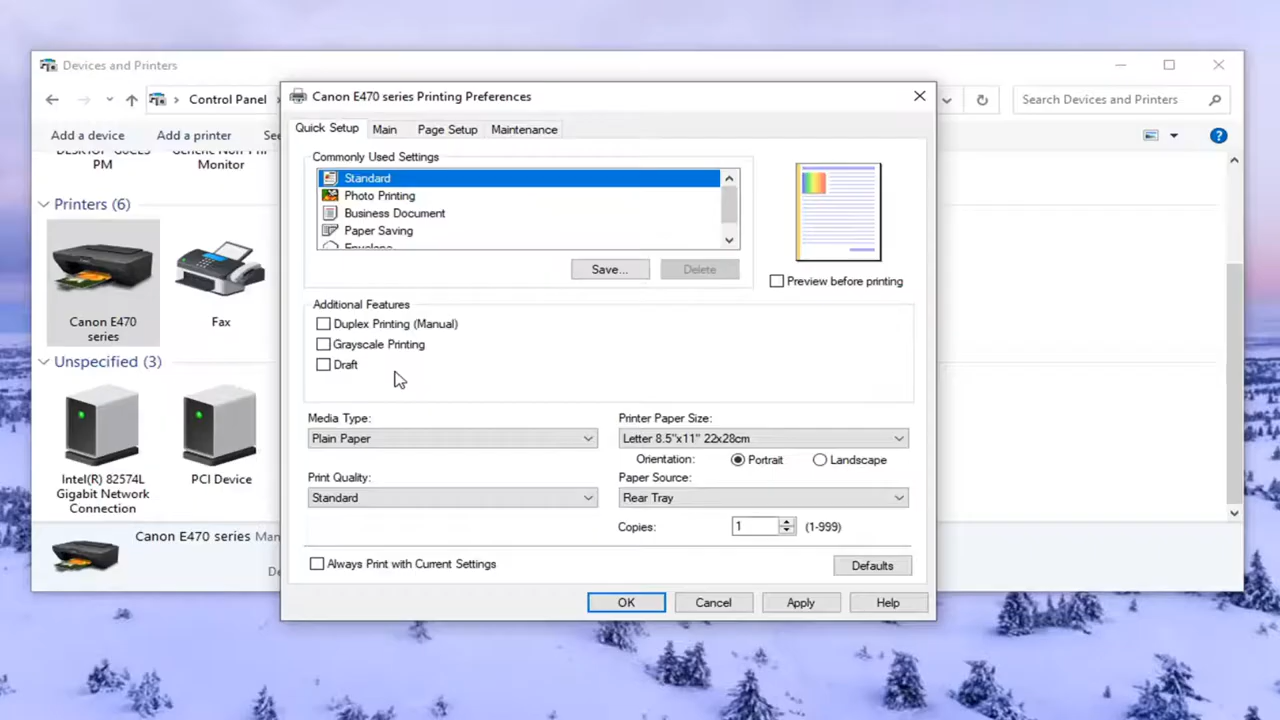 Devices and Printers
Control Panel
Search Devices and Printers
Add a device
Add a printer
PM
Monitor
Printers (6)
Canon E470
series
Fax
Unspecified (3)
Intel(R) 82574L
Gigabit Network
Connection
PCI Device
Canon E470 series
Canon E470 series Printing Preferences
Quick Setup
Main
Page Setup
Maintenance
Commonly Used Settings
Standard
Photo Printing
Business Document
Paper Saving
Envelope
Save...
Delete
Preview before printing
Additional Features
Duplex Printing (Manual)
Grayscale Printing
Draft
Media Type:
Plain Paper
Printer Paper Size:
Letter 8.5"x11" 22x28cm
Orientation:
Portrait
Landscape
Print Quality:
Standard
Paper Source:
Rear Tray
Copies:
1
(1-999)
Always Print with Current Settings
Defaults
OK
Cancel
Apply
Help